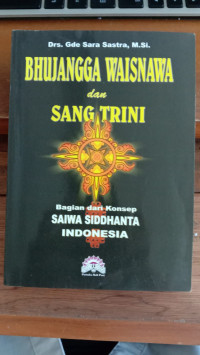 Drs. Gde Sara Sastra, M.Si.
BHUJANGGA WAISNAWA
dan
SANG TRINI
Bagian dari Konsep
SAIWA SIDDHANTA
INDONESIA